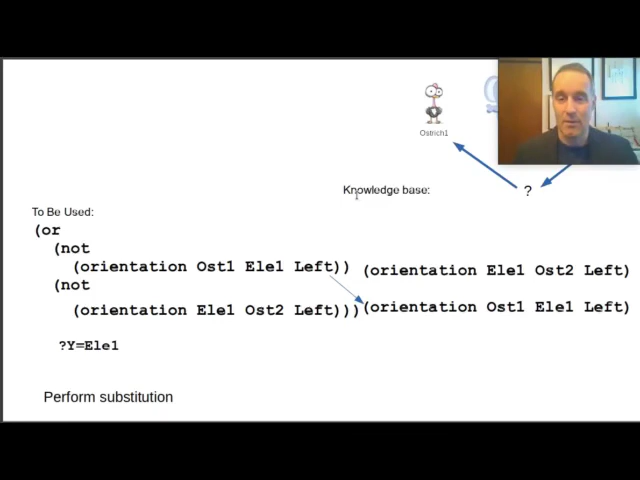 Ostrich1
?
Knowledge base:
To Be Used:
(or
(not
(orientation Ost1 Ele1 Left))
(orientation Ele1 Ost2 Left)
(not
(orientation Ele1 Ost2 Left)))
(orientation Ost1 Ele1 Left)
?Y=Ele1
Perform substitution